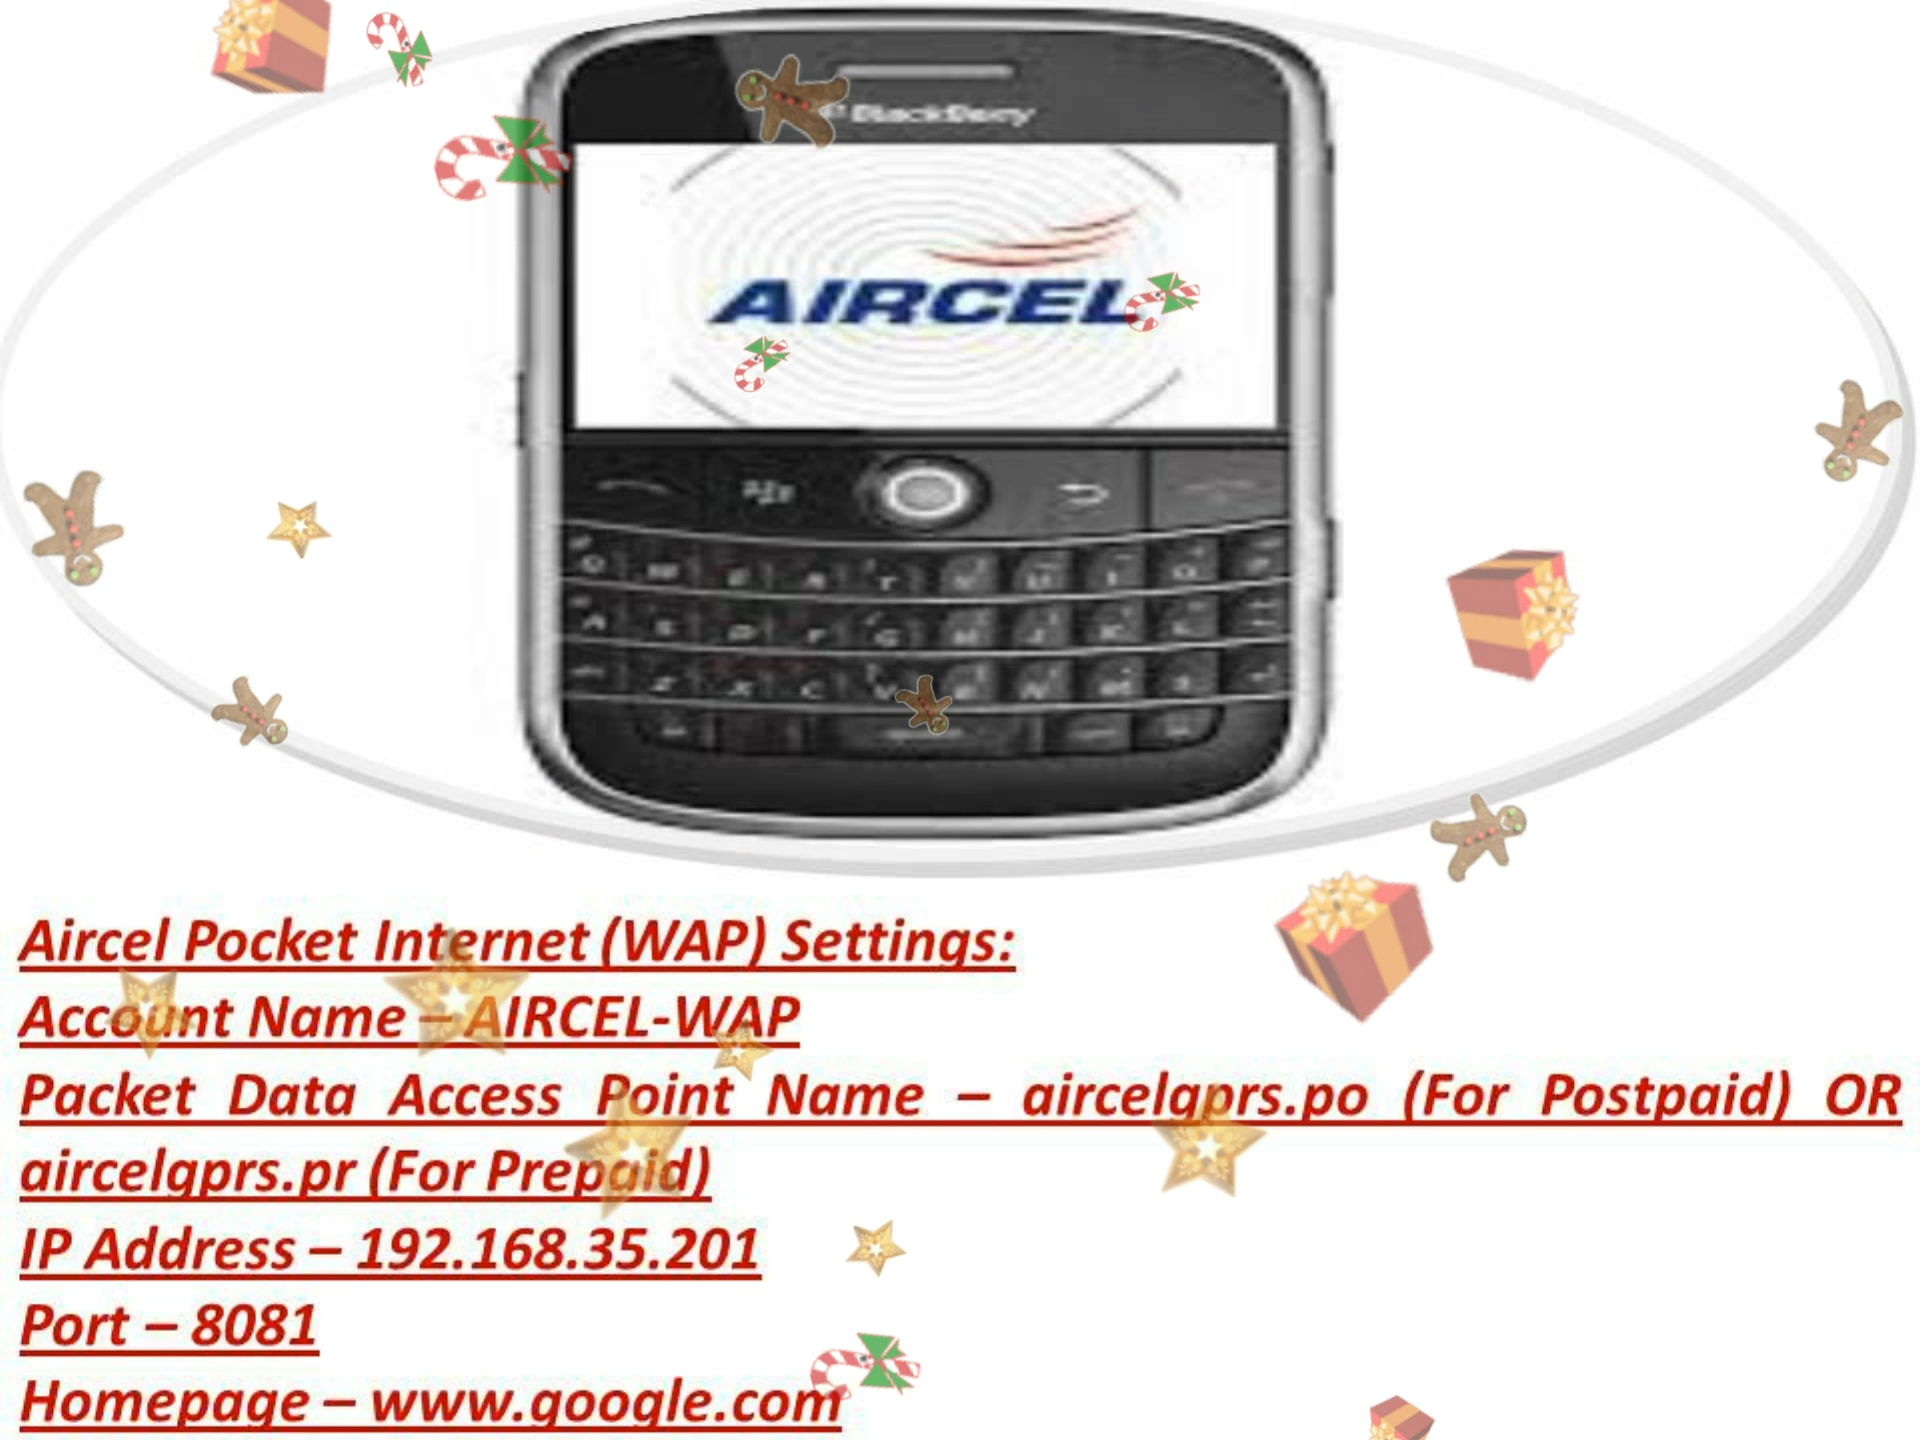 BlackBerry
AIRCEL
Aircel Pocket Internet (WAP) Settings:
Account Name – AIRCEL-WAP
Packet Data Access Point Name – aircelgprs.po (For Postpaid) OR
aircelgprs.pr (For Prepaid)
IP Address – 192.168.35.201
Port – 8081
Homepage – www.google.com